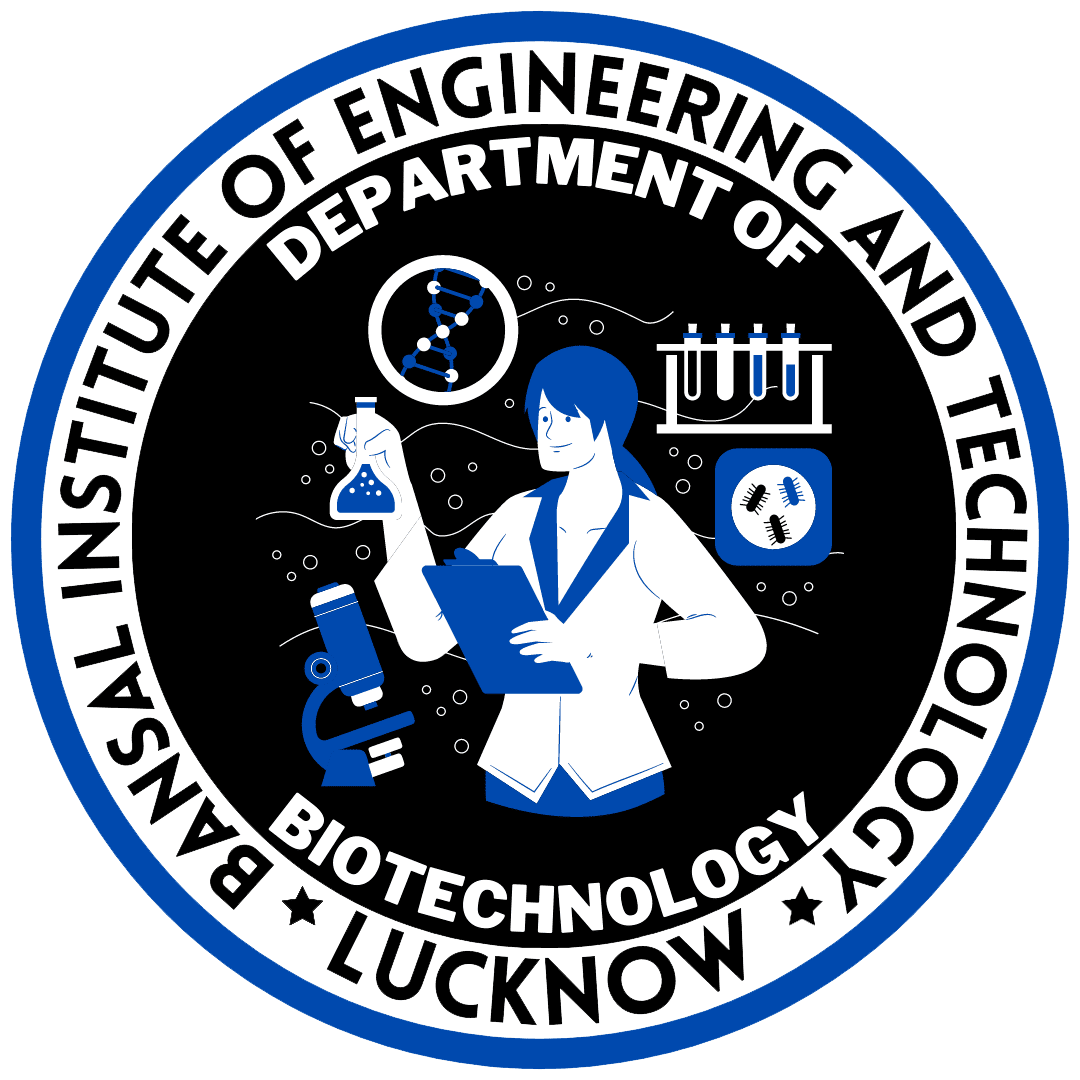 BANSAL INSTITUTE OF ENGINEERING AND TECHNOLOGY
LUCKNOW
DEPARTMENT OF
BIOTECHNOLOGY